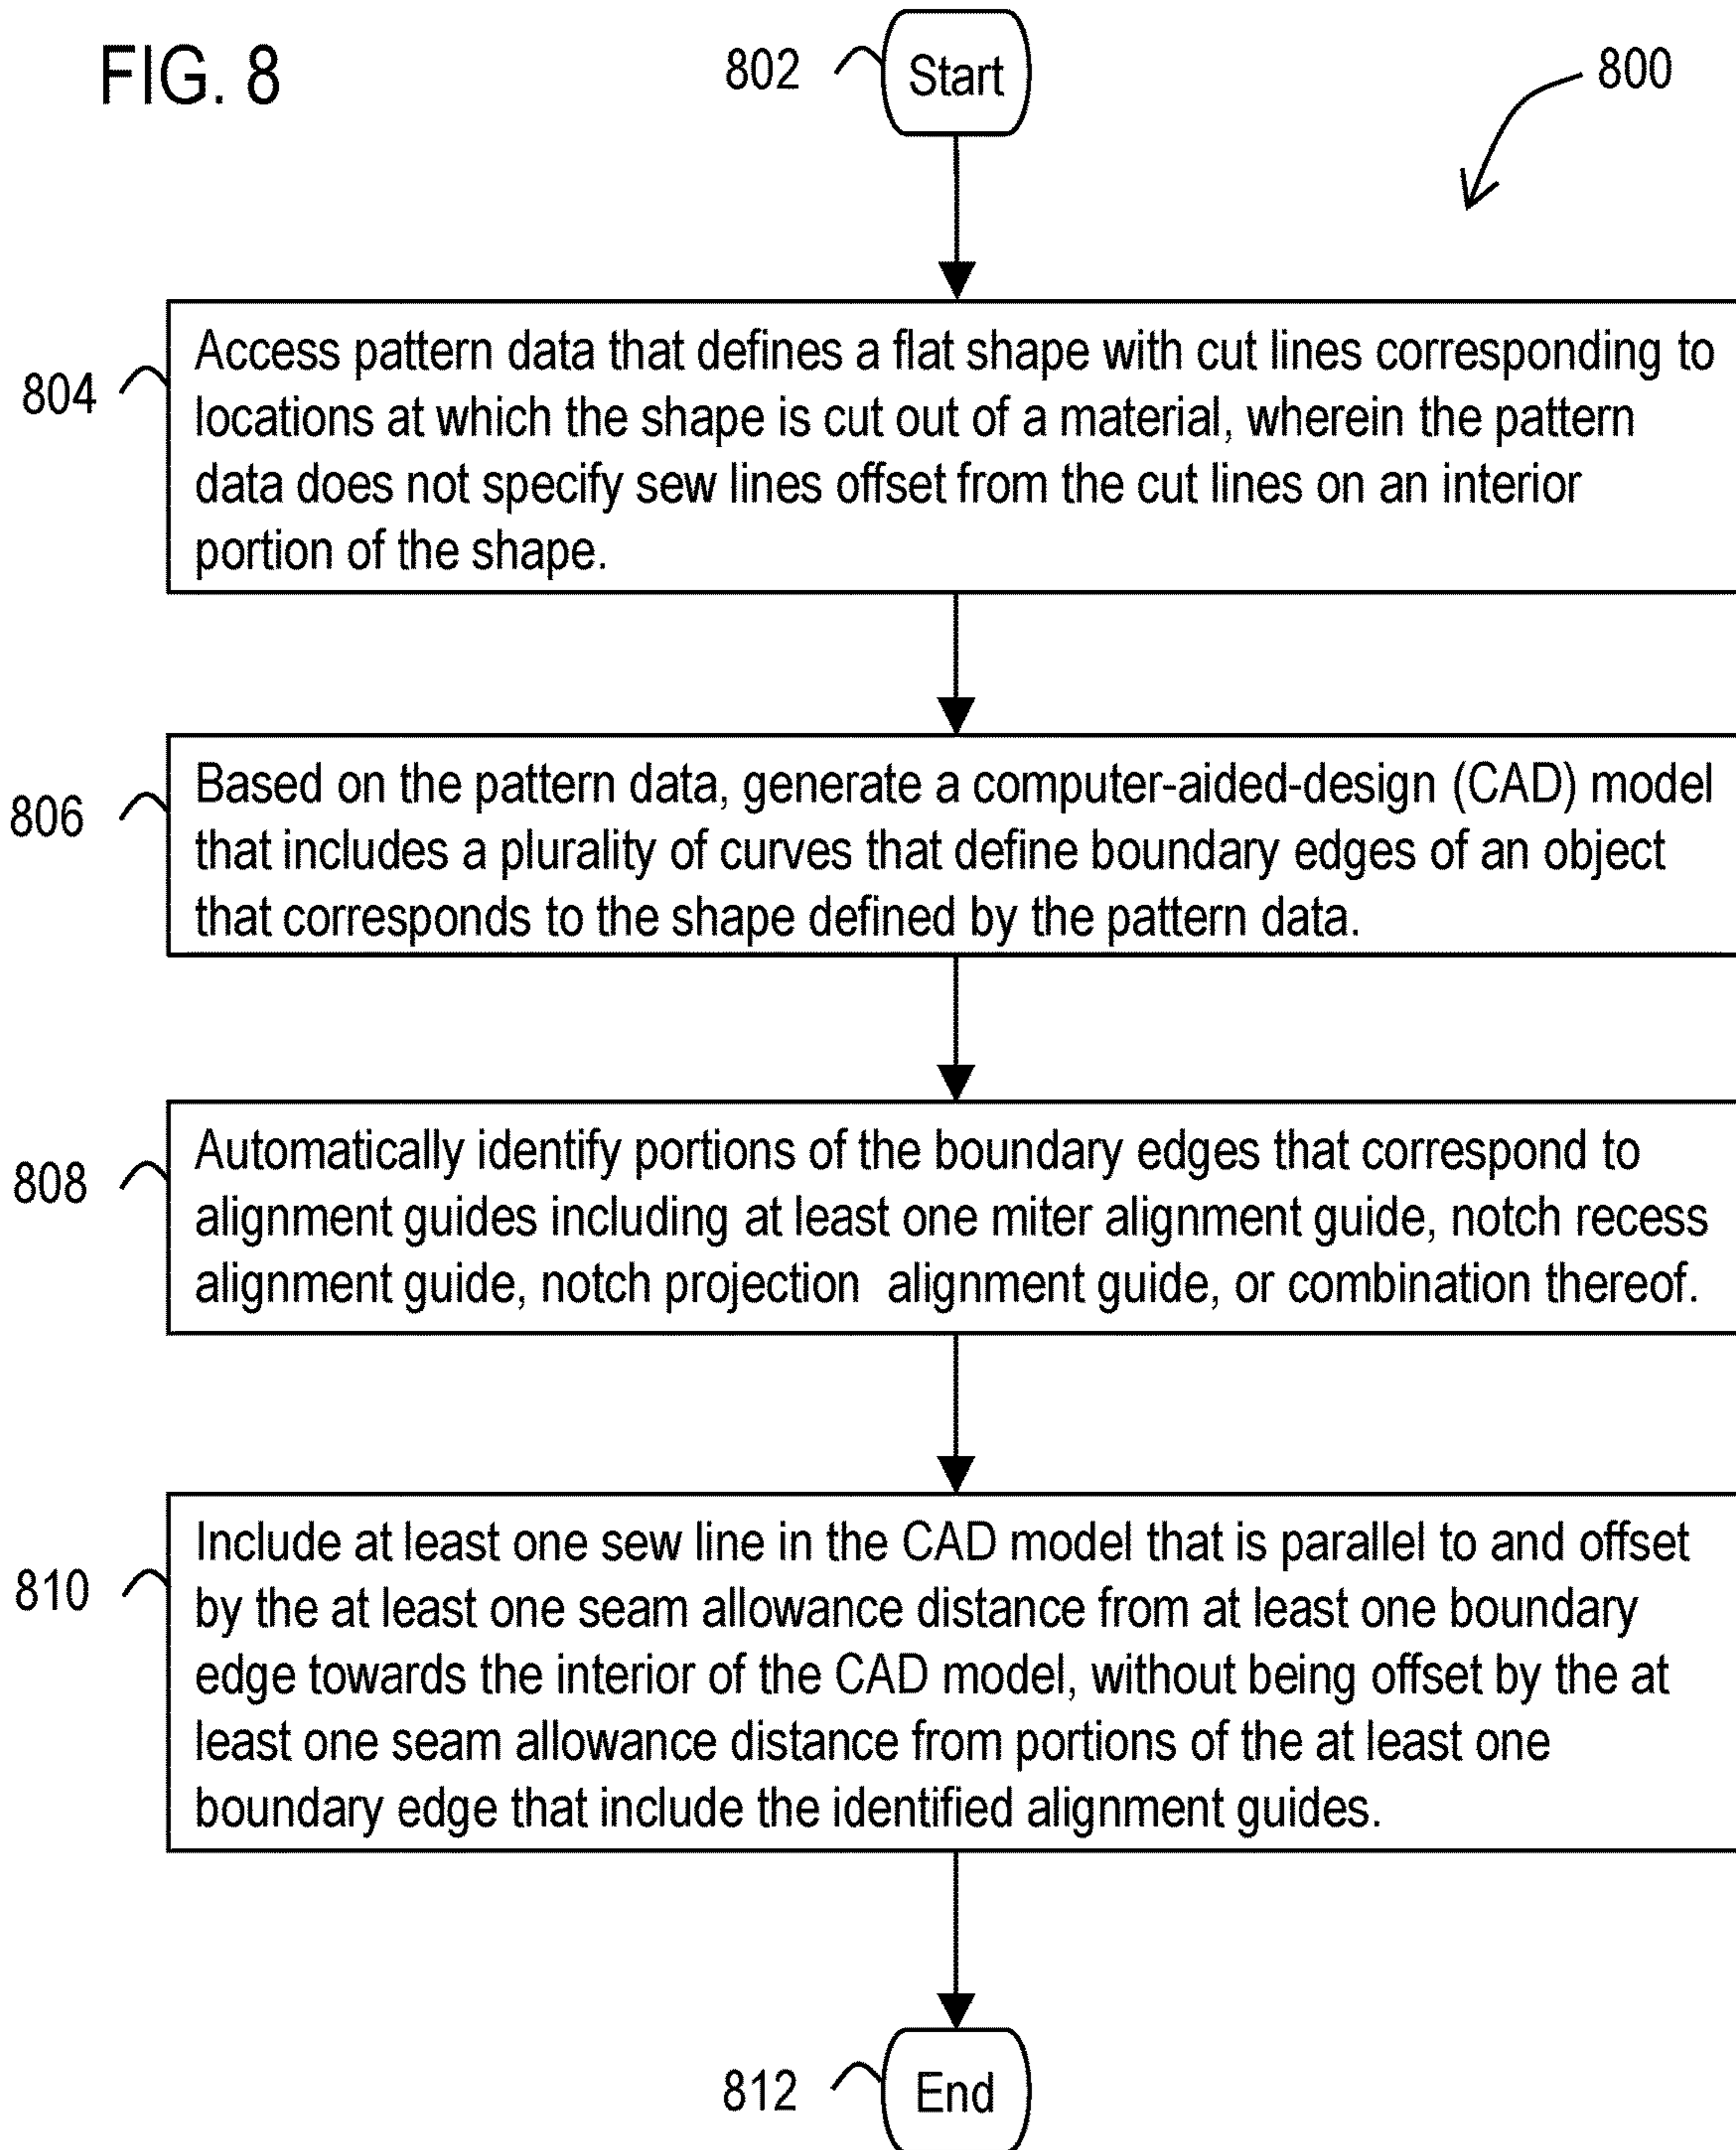 FIG. 8
802
Start
800
804
Access pattern data that defines a flat shape with cut lines corresponding to
locations at which the shape is cut out of a material, wherein the pattern
data does not specify sew lines offset from the cut lines on an interior
portion of the shape.
806
Based on the pattern data, generate a computer-aided-design (CAD) model
that includes a plurality of curves that define boundary edges of an object
that corresponds to the shape defined by the pattern data.
808
Automatically identify portions of the boundary edges that correspond to
alignment guides including at least one miter alignment guide, notch recess
alignment guide, notch projection alignment guide, or combination thereof.
810
Include at least one sew line in the CAD model that is parallel to and offset
by the at least one seam allowance distance from at least one boundary
edge towards the interior of the CAD model, without being offset by the at
least one seam allowance distance from portions of the at least one
boundary edge that include the identified alignment guides.
812
End